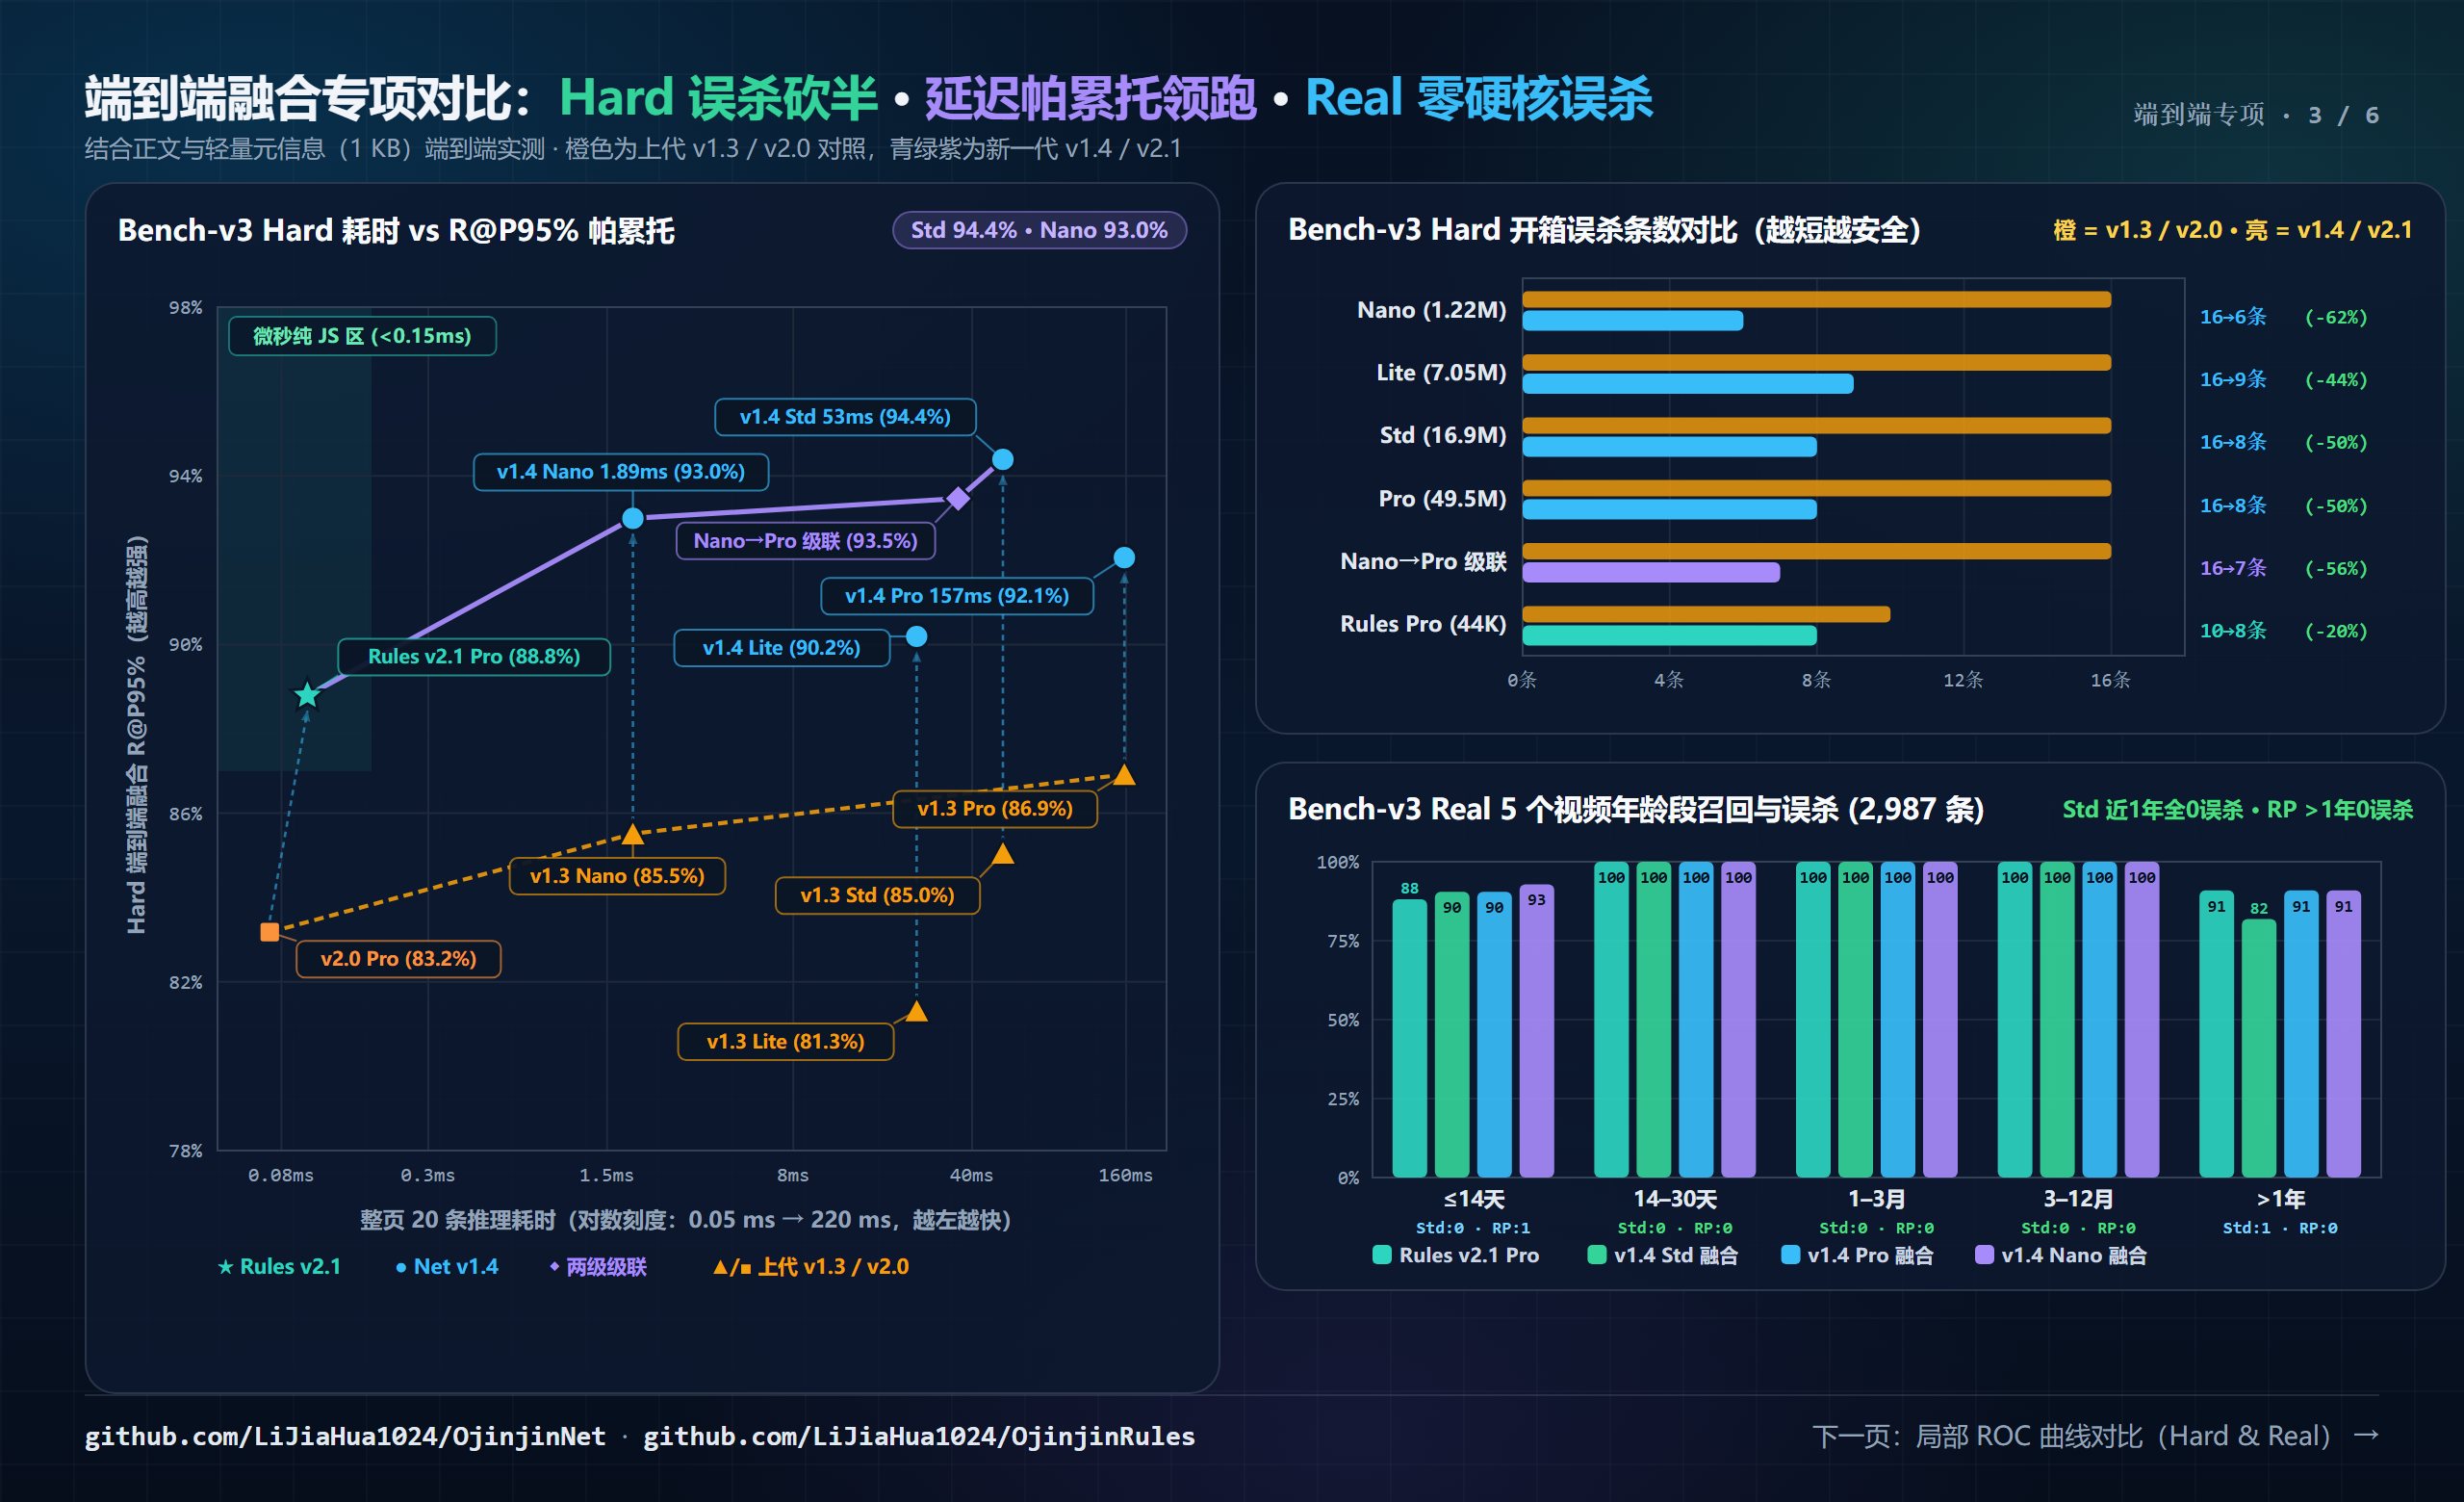 端到端融合专项对比：Hard 误杀砍半 • 延迟帕累托领跑 • Real 零硬核误杀
端到端专项 · 3 / 6
结合正文与轻量元信息（1 KB）端到端实测 · 橙色为上代 v1.3 / v2.0 对照，青绿紫为新一代 v1.4 / v2.1
Bench-v3 Hard 耗时 vs R@P95% 帕累托
Std 94.4% • Nano 93.0%
98%
94%
90%
86%
82%
78%
Hard 端到端融合 R@P95%（越高越强）
微秒纯 JS 区 (<0.15ms)
v1.4 Std 53ms (94.4%)
v1.4 Nano 1.89ms (93.0%)
Nano→Pro 级联 (93.5%)
v1.4 Pro 157ms (92.1%)
v1.4 Lite (90.2%)
Rules v2.1 Pro (88.8%)
v1.3 Pro (86.9%)
v1.3 Nano (85.5%)
v1.3 Std (85.0%)
v2.0 Pro (83.2%)
v1.3 Lite (81.3%)
0.08ms
0.3ms
1.5ms
8ms
40ms
160ms
整页 20 条推理耗时（对数刻度：0.05 ms → 220 ms，越左越快）
★ Rules v2.1
● Net v1.4
◆ 两级级联
▲/■ 上代 v1.3 / v2.0
Bench-v3 Hard 开箱误杀条数对比（越短越安全）
橙 = v1.3 / v2.0 • 亮 = v1.4 / v2.1
Nano (1.22M)
16→6条 (-62%)
Lite (7.05M)
16→9条 (-44%)
Std (16.9M)
16→8条 (-50%)
Pro (49.5M)
16→8条 (-50%)
Nano→Pro 级联
16→7条 (-56%)
Rules Pro (44K)
10→8条 (-20%)
0条
4条
8条
12条
16条
Bench-v3 Real 5 个视频年龄段召回与误杀 (2,987 条)
Std 近1年全0误杀 • RP >1年0误杀
100%
75%
50%
25%
0%
88
90
90
93
100
100
100
100
100
100
100
100
100
100
100
100
91
82
91
91
≤14天
14–30天
1–3月
3–12月
>1年
Std:0 · RP:1
Std:0 · RP:0
Std:0 · RP:0
Std:0 · RP:0
Std:1 · RP:0
Rules v2.1 Pro
v1.4 Std 融合
v1.4 Pro 融合
v1.4 Nano 融合
github.com/LiJiaHua1024/OjinjinNet · github.com/LiJiaHua1024/OjinjinRules
下一页：局部 ROC 曲线对比（Hard & Real） →